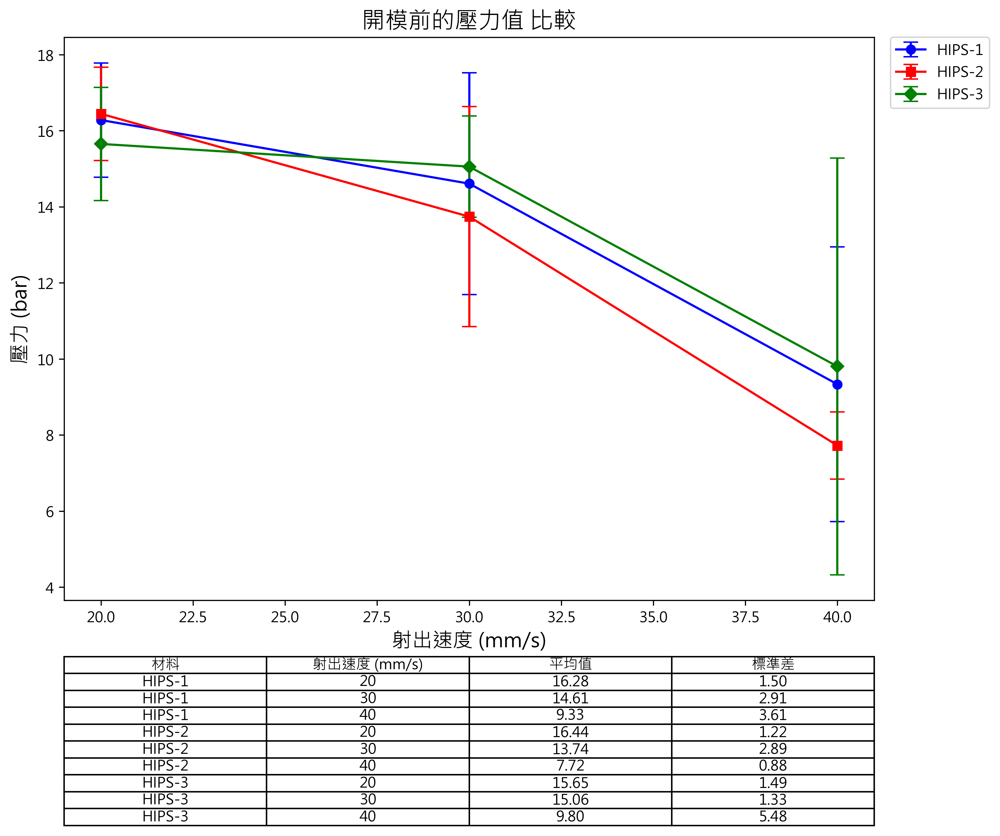 開模前的壓力值 比較
HIPS-1
HIPS-2
HIPS-3
壓力 (bar)
18
16
14
12
10
8
6
4
20.0 22.5 25.0 27.5 30.0 32.5 35.0 37.5 40.0
射出速度 (mm/s)
材料 射出速度 (mm/s) 平均值 標準差
HIPS-1 20 16.28 1.50
HIPS-1 30 14.61 2.91
HIPS-1 40 9.33 3.61
HIPS-2 20 16.44 1.22
HIPS-2 30 13.74 2.89
HIPS-2 40 7.72 0.88
HIPS-3 20 15.65 1.49
HIPS-3 30 15.06 1.33
HIPS-3 40 9.80 5.48